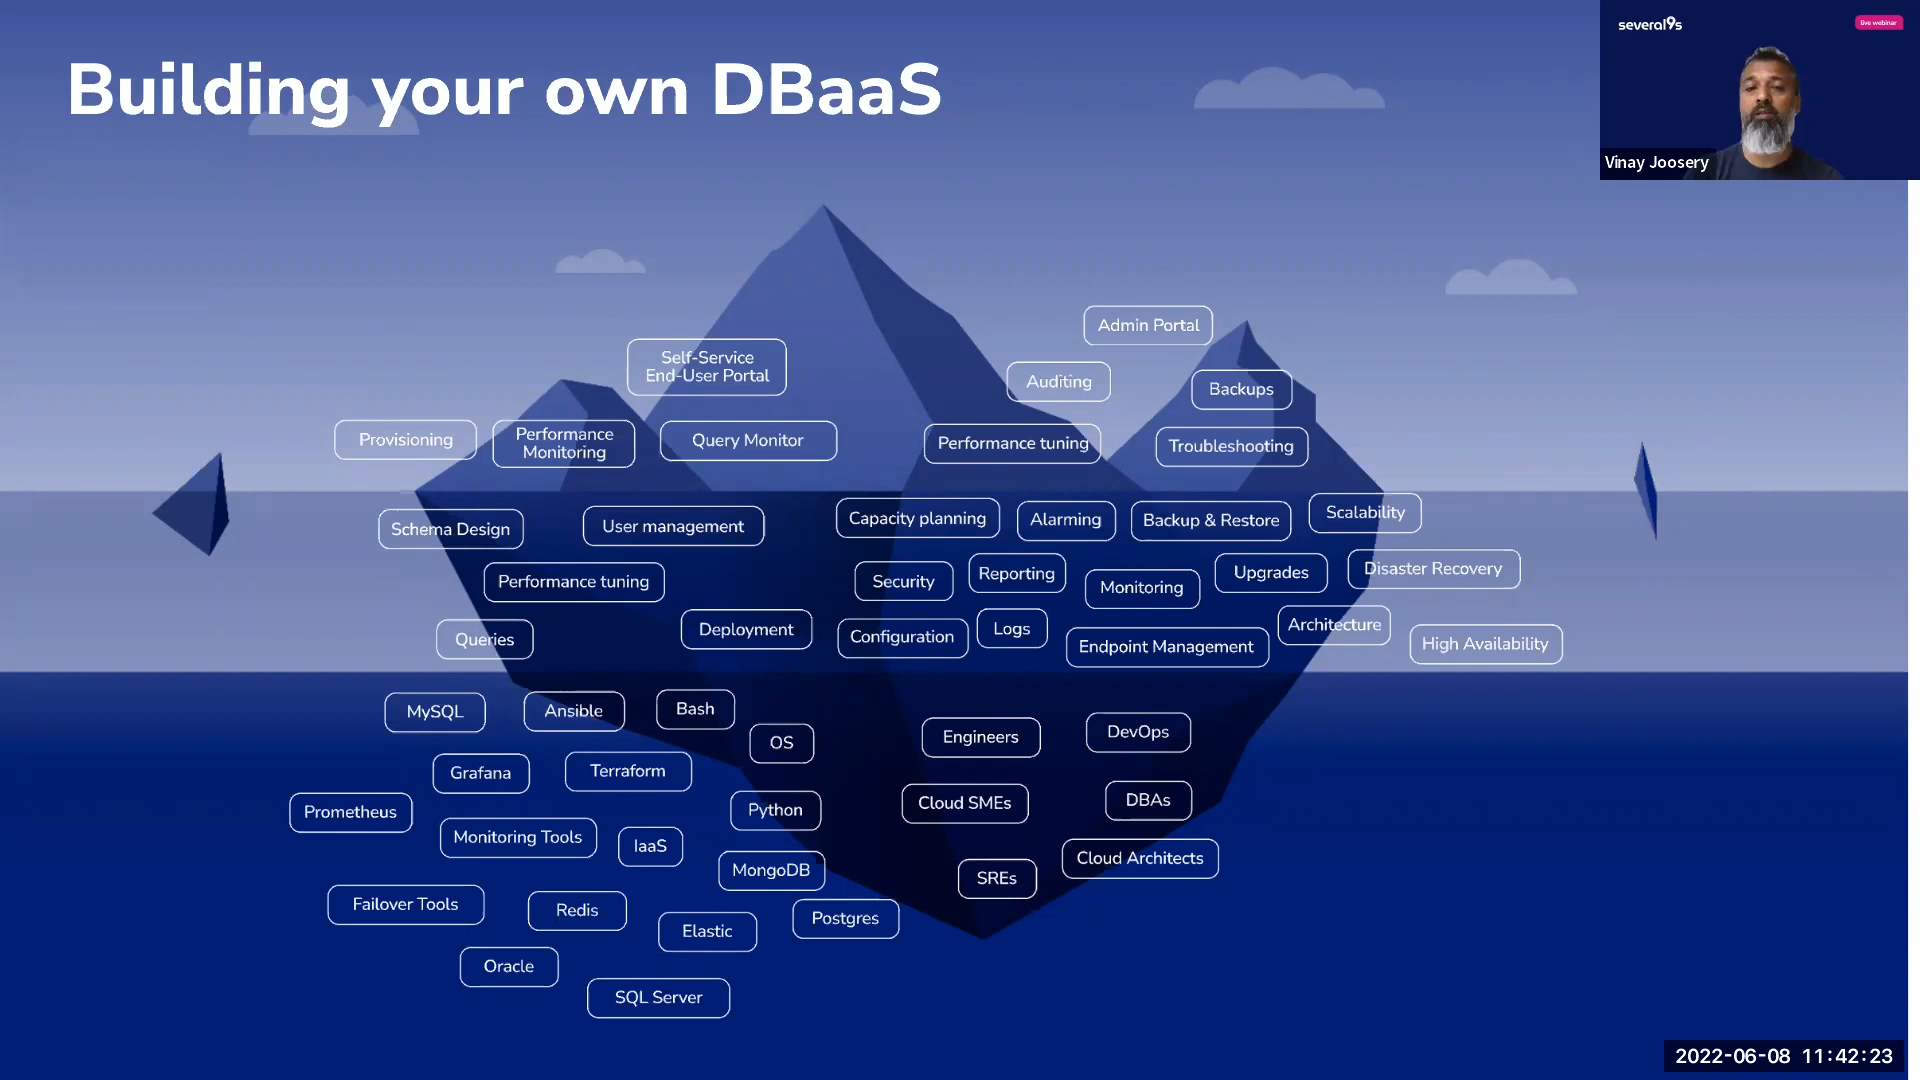 Building your own DBaaS
several9s
live webinar
Vinay Joosery
Admin Portal
Self-Service
End-User Portal
Auditing
Backups
Provisioning
Performance
Monitoring
Query Monitor
Performance tuning
Troubleshooting
Schema Design
User management
Capacity planning
Alarming
Backup & Restore
Scalability
Performance tuning
Security
Reporting
Monitoring
Upgrades
Disaster Recovery
Queries
Deployment
Configuration
Logs
Endpoint Management
Architecture
High Availability
MySQL
Ansible
Bash
OS
Engineers
DevOps
Grafana
Terraform
Prometheus
Python
Cloud SMEs
DBAs
Monitoring Tools
IaaS
MongoDB
Cloud Architects
SREs
Failover Tools
Redis
Elastic
Postgres
Oracle
SQL Server
2022-06-08 11:42:23